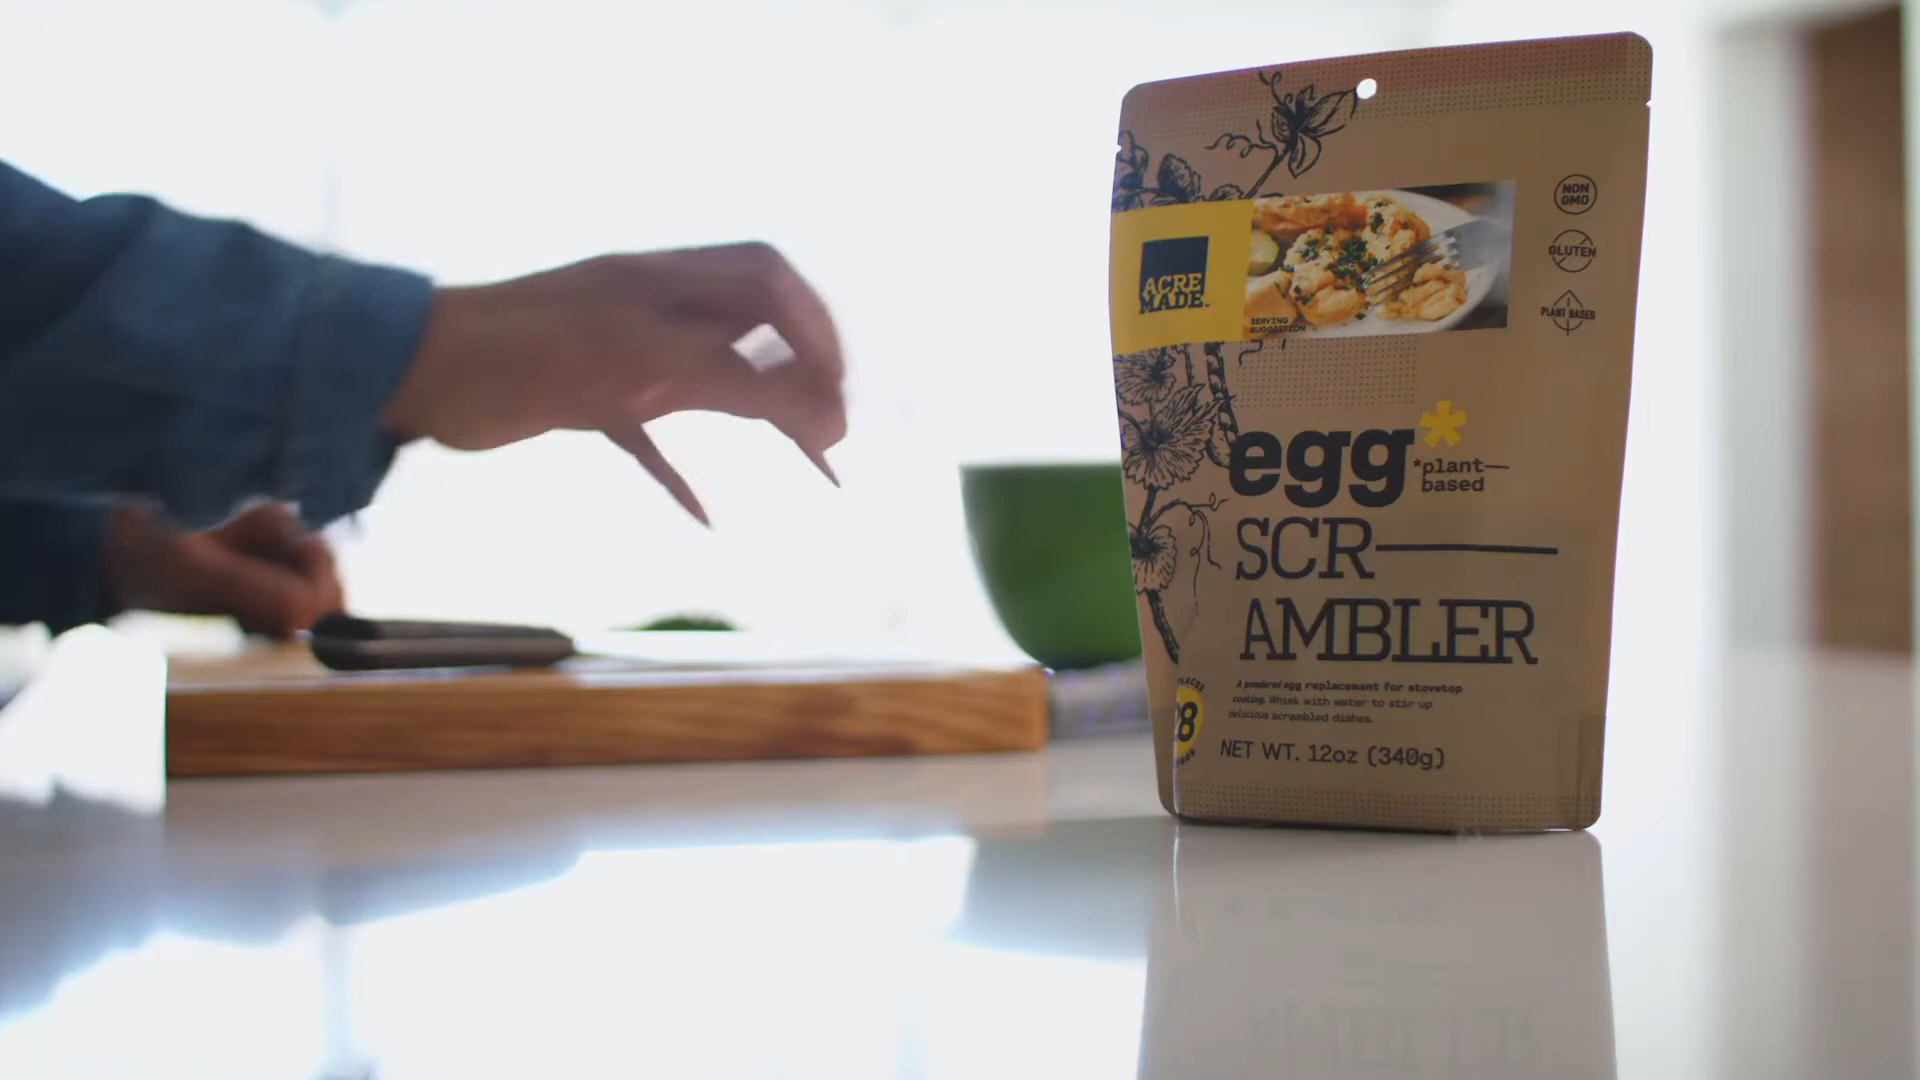 NON
GMO
GLUTEN
PLANT BASED
ACRE
MADE
SERVING
SUGGESTION
egg*
*plant—
based
SCR—
AMBLER
A powdered egg replacement for stovetop
cooking. Whisk with water to stir up
delicious scrambled dishes.
NET WT. 12oz (340g)